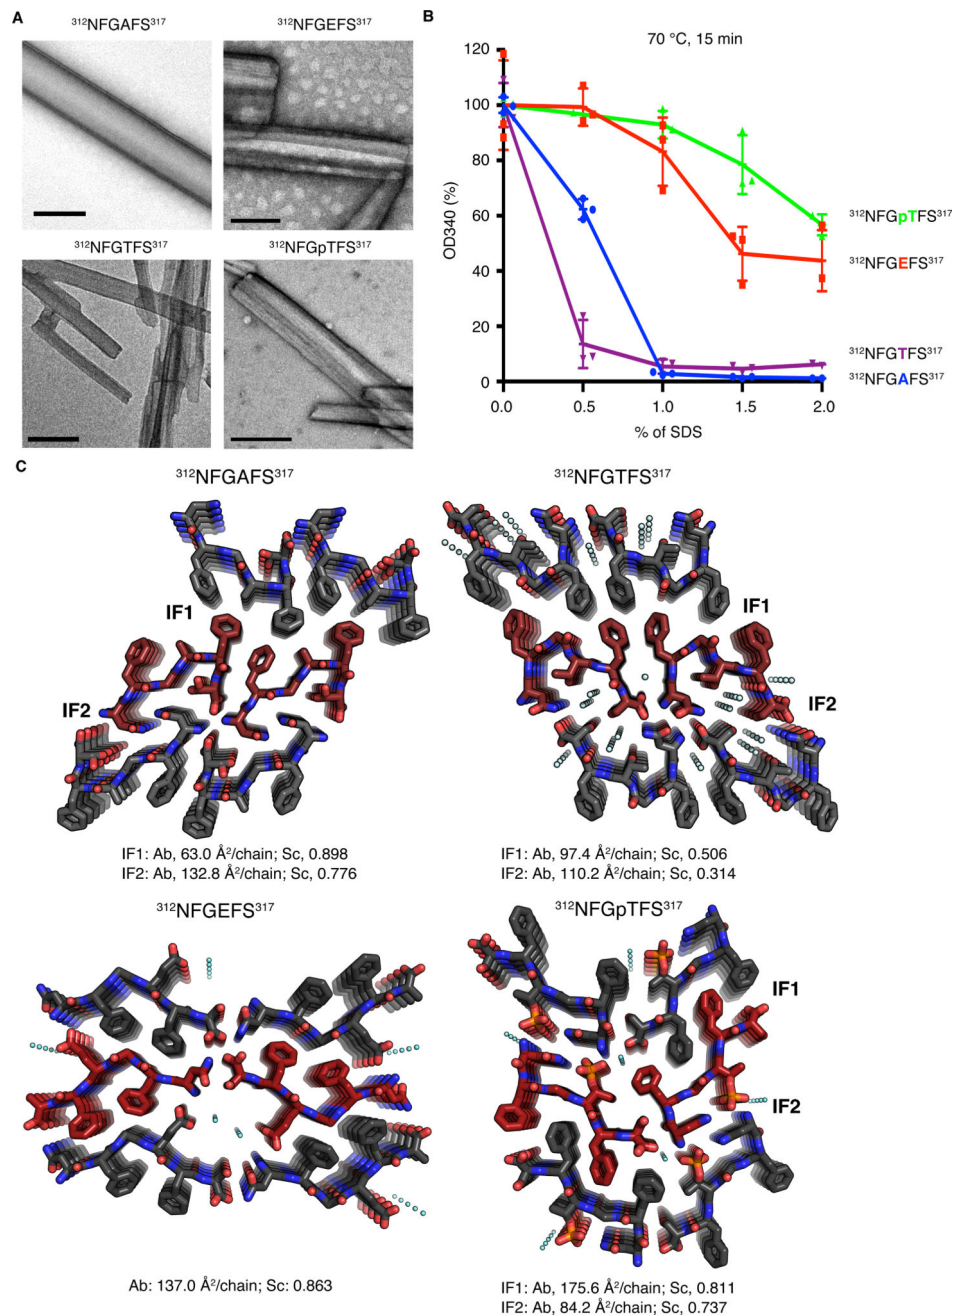 A
³¹²NFGAFS³¹⁷
³¹²NFGEFS³¹⁷
³¹²NFGTFS³¹⁷
³¹²NFGpTFS³¹⁷
B
70 °C, 15 min
120
100
80
60
40
20
0
OD340 (%)
0.0
0.5
1.0
1.5
2.0
% of SDS
³¹²NFGpTFS³¹⁷
³¹²NFGEFS³¹⁷
³¹²NFGTFS³¹⁷
³¹²NFGAFS³¹⁷
C
³¹²NFGAFS³¹⁷
IF1
IF2
IF1: Ab, 63.0 Å²/chain; Sc, 0.898
IF2: Ab, 132.8 Å²/chain; Sc, 0.776
³¹²NFGTFS³¹⁷
IF1
IF2
IF1: Ab, 97.4 Å²/chain; Sc, 0.506
IF2: Ab, 110.2 Å²/chain; Sc, 0.314
³¹²NFGEFS³¹⁷
Ab: 137.0 Å²/chain; Sc: 0.863
³¹²NFGpTFS³¹⁷
IF1
IF2
IF1: Ab, 175.6 Å²/chain; Sc, 0.811
IF2: Ab, 84.2 Å²/chain; Sc, 0.737